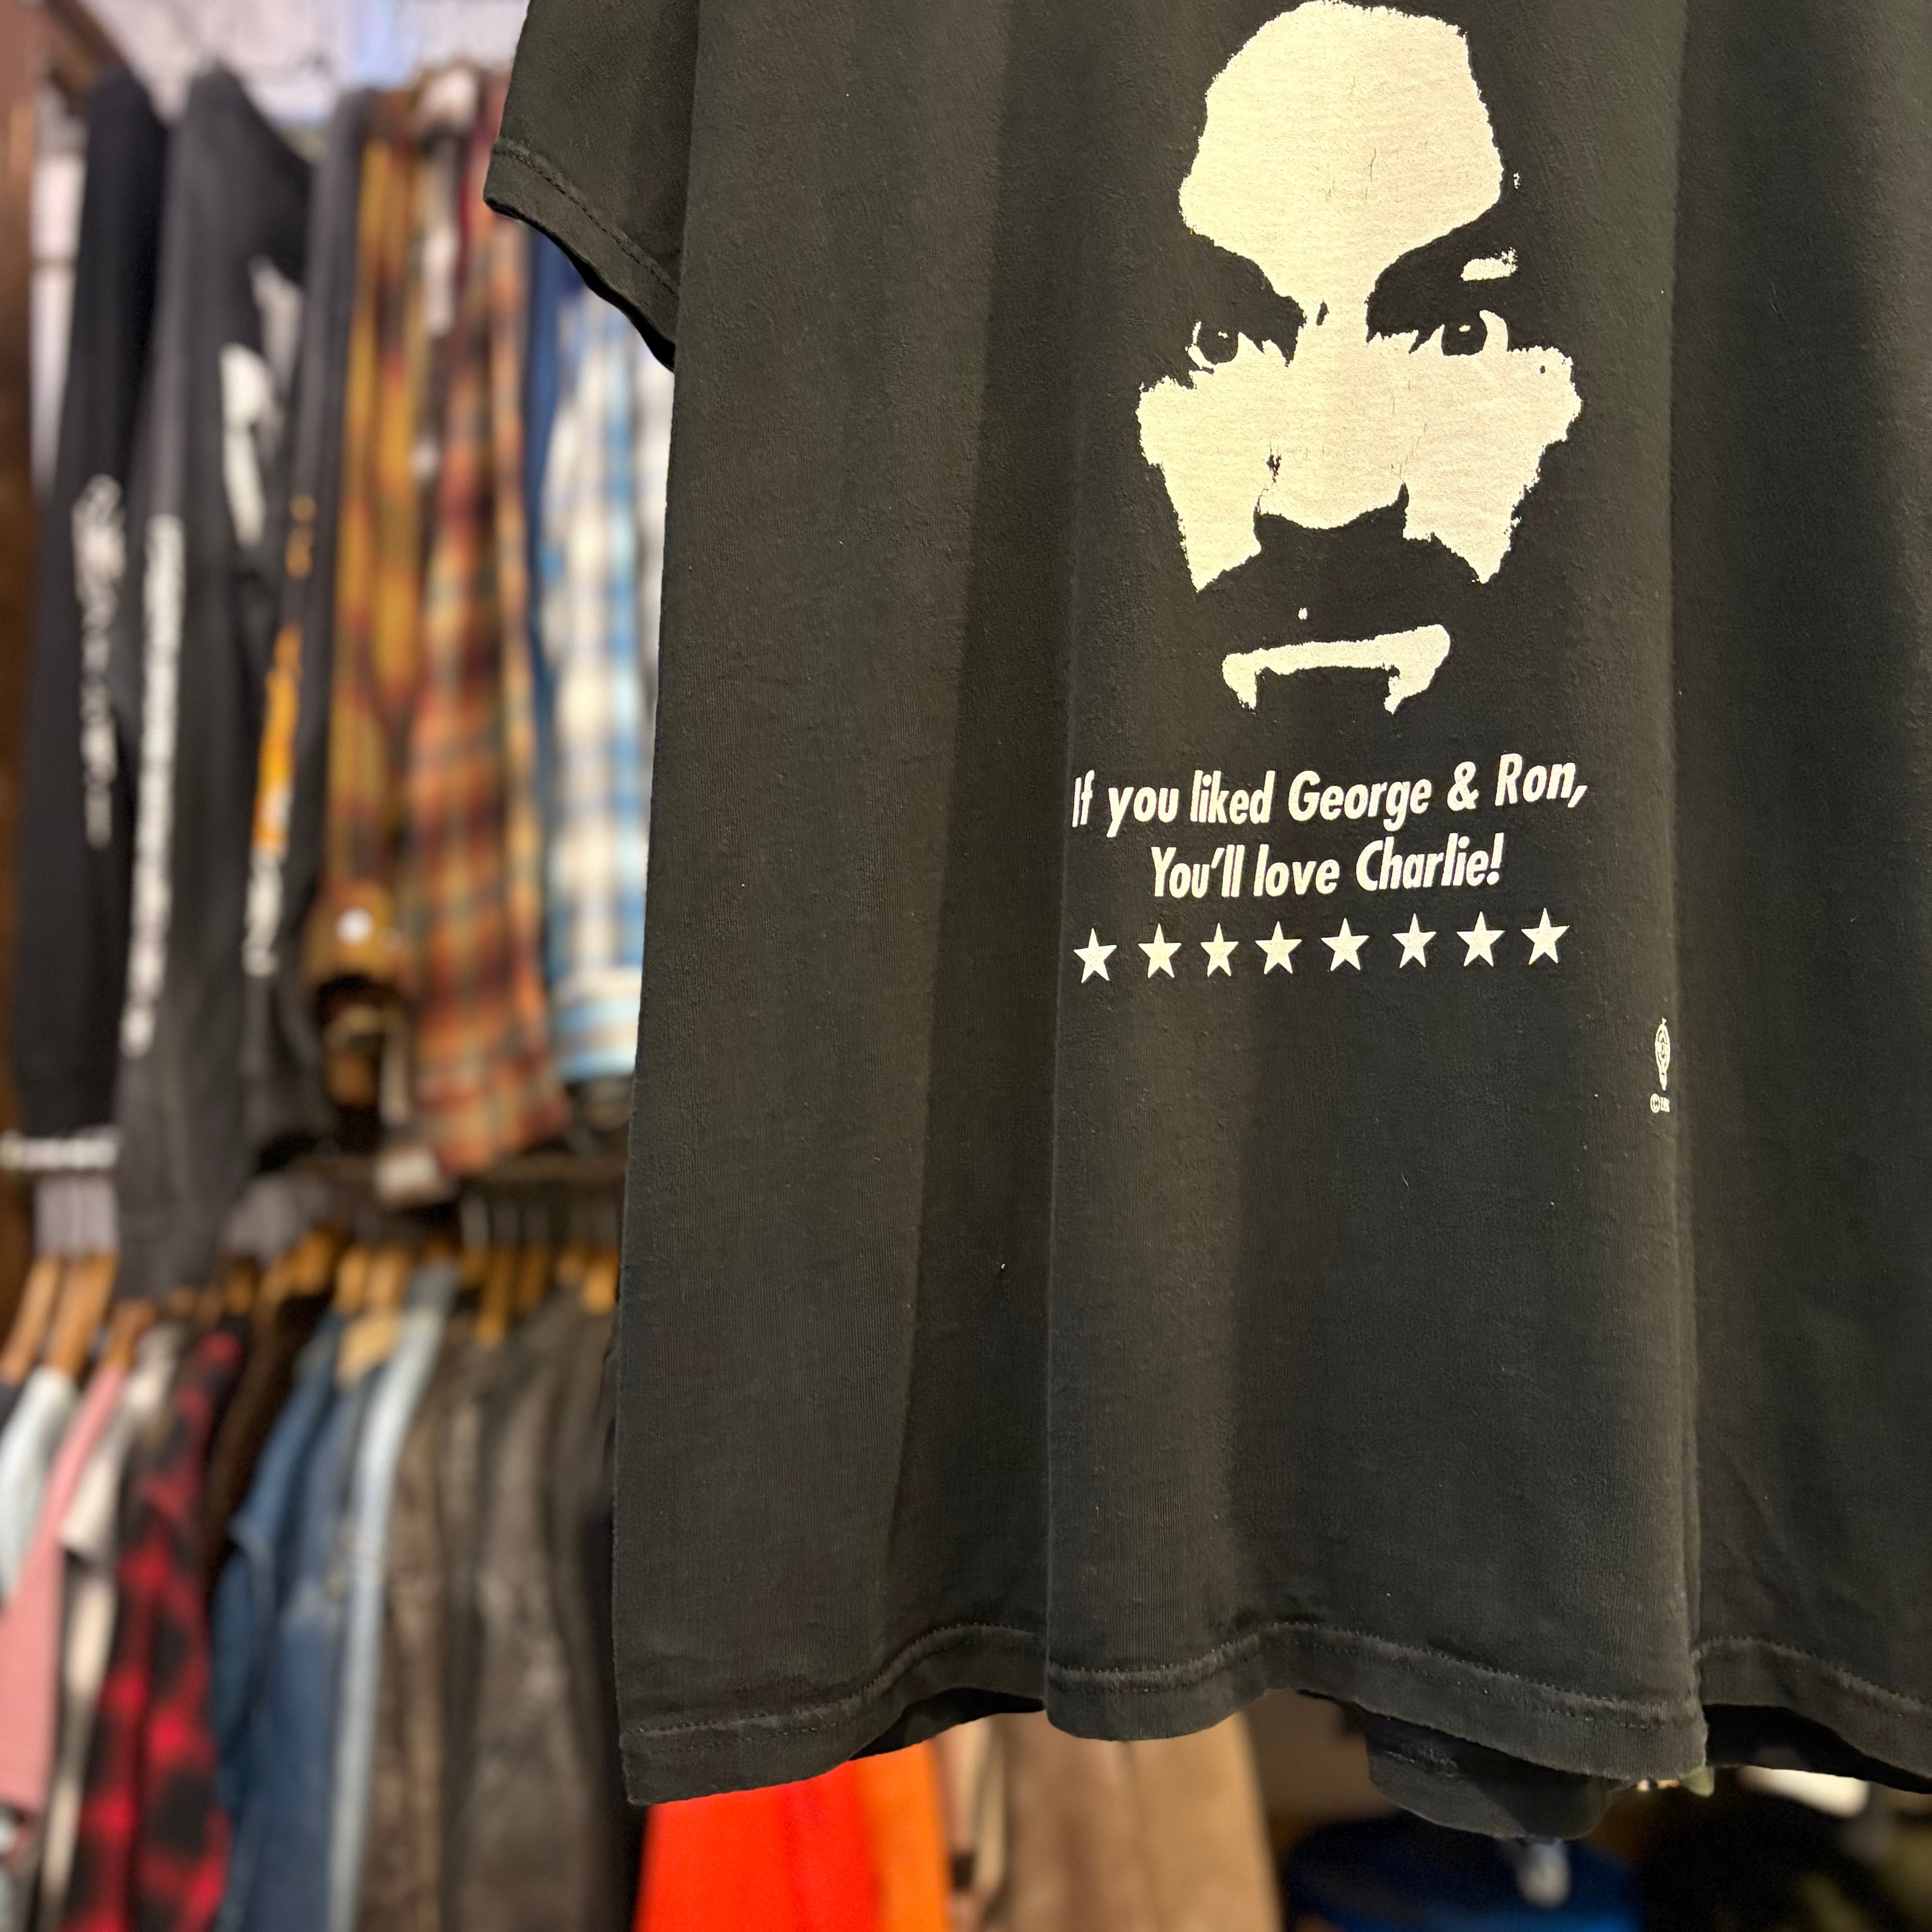 If you liked George & Ron,
You'll love Charlie!